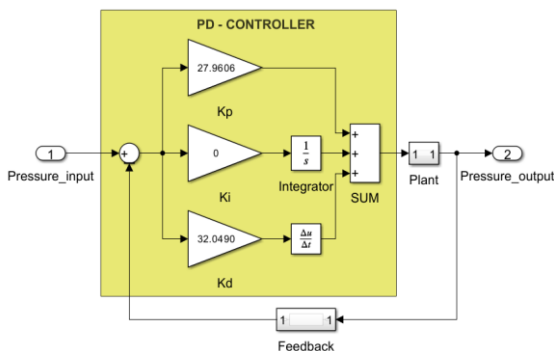 PD - CONTROLLER
27.9606
Kp
1
Pressure_input
+
0
Ki
1
s
Integrator
+
+
+
SUM
1 1
Plant
2
Pressure_output
32.0490
Kd
Δu
Δt
1 1
Feedback